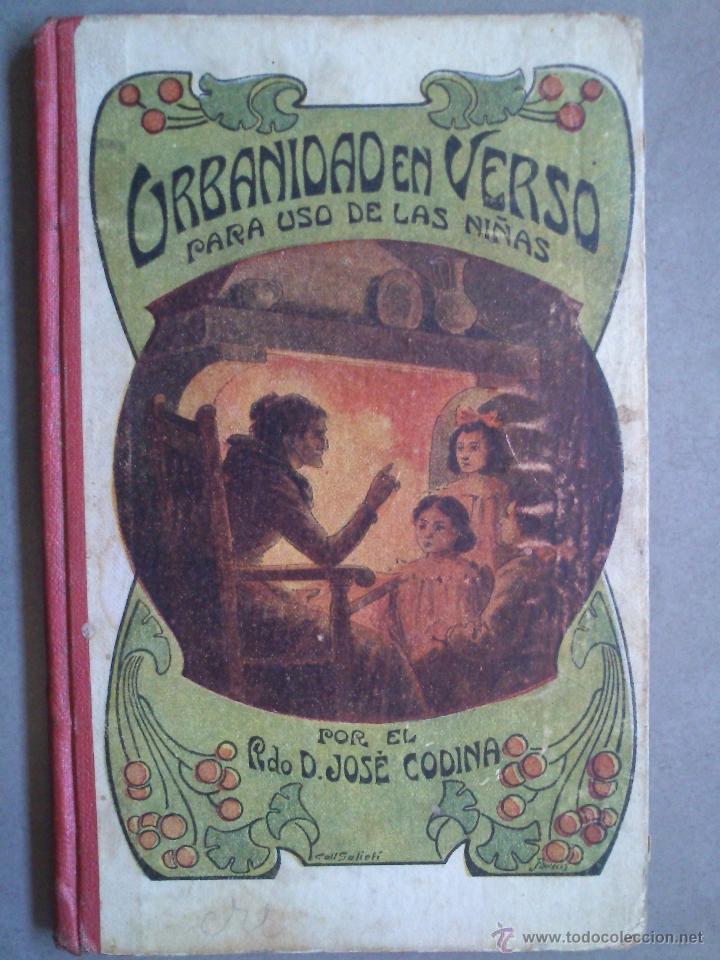 URBANIDAD EN VERSO
PARA USO DE LAS NIÑAS
POR EL
Rdo D. JOSÉ CODINA
© www.todocoleccion.net